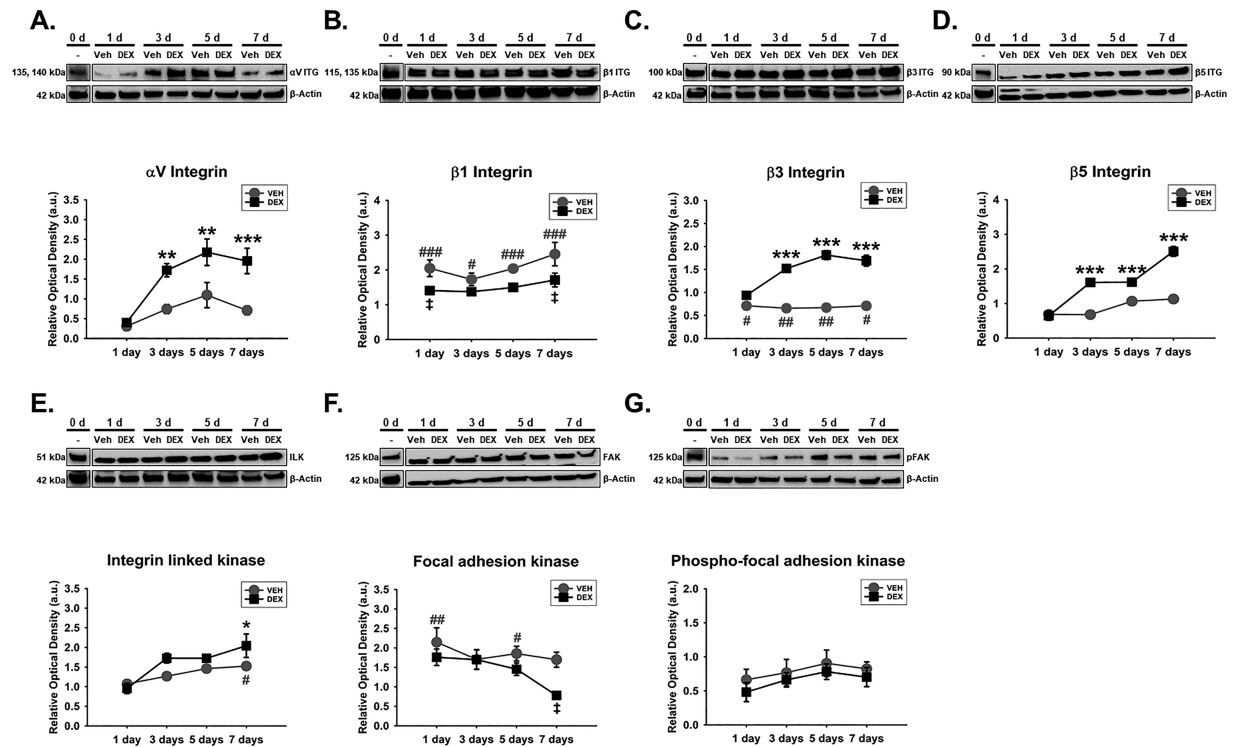 A.
0 d 1 d 3 d 5 d 7 d
- Veh DEX Veh DEX Veh DEX Veh DEX
135, 140 kDa αV ITG
42 kDa β-Actin
αV Integrin
VEH
DEX
Relative Optical Density (a.u.)
3.5
3.0
2.5
2.0
1.5
1.0
0.5
0.0
** ** ***
1 day 3 days 5 days 7 days
B.
0 d 1 d 3 d 5 d 7 d
- Veh DEX Veh DEX Veh DEX Veh DEX
115, 135 kDa β1 ITG
42 kDa β-Actin
β1 Integrin
VEH
DEX
Relative Optical Density (a.u.)
4
3
2
1
0
### # ### ###
‡ ‡
1 day 3 days 5 days 7 days
C.
0 d 1 d 3 d 5 d 7 d
- Veh DEX Veh DEX Veh DEX Veh DEX
100 kDa β3 ITG
42 kDa β-Actin
β3 Integrin
VEH
DEX
Relative Optical Density (a.u.)
3.0
2.5
2.0
1.5
1.0
0.5
0.0
*** *** ***
# ## ## #
1 day 3 days 5 days 7 days
D.
0 d 1 d 3 d 5 d 7 d
- Veh DEX Veh DEX Veh DEX Veh DEX
90 kDa β5 ITG
42 kDa β-Actin
β5 Integrin
VEH
DEX
Relative Optical Density (a.u.)
4
3
2
1
0
*** *** ***
1 day 3 days 5 days 7 days
E.
0 d 1 d 3 d 5 d 7 d
- Veh DEX Veh DEX Veh DEX Veh DEX
51 kDa ILK
42 kDa β-Actin
Integrin linked kinase
VEH
DEX
Relative Optical Density (a.u.)
3.5
3.0
2.5
2.0
1.5
1.0
0.5
0.0
*
#
1 day 3 days 5 days 7 days
F.
0 d 1 d 3 d 5 d 7 d
- Veh DEX Veh DEX Veh DEX Veh DEX
125 kDa FAK
42 kDa β-Actin
Focal adhesion kinase
VEH
DEX
Relative Optical Density (a.u.)
3.5
3.0
2.5
2.0
1.5
1.0
0.5
0.0
## #
‡
1 day 3 days 5 days 7 days
G.
0 d 1 d 3 d 5 d 7 d
- Veh DEX Veh DEX Veh DEX Veh DEX
125 kDa pFAK
42 kDa β-Actin
Phospho-focal adhesion kinase
VEH
DEX
Relative Optical Density (a.u.)
2.0
1.5
1.0
0.5
0.0
1 day 3 days 5 days 7 days